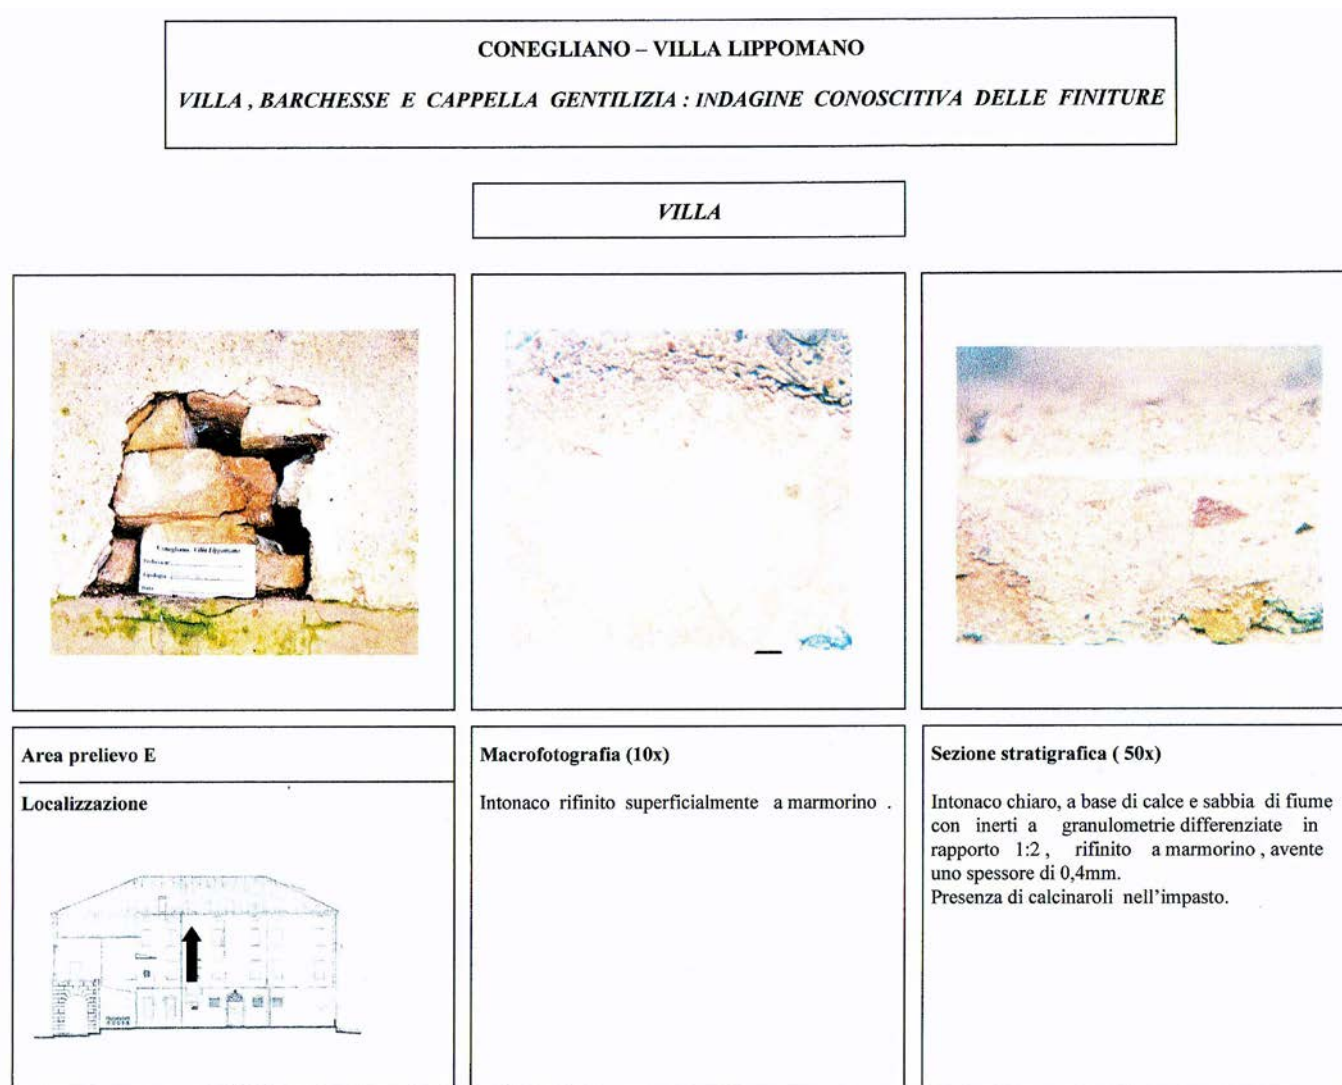 CONEGLIANO – VILLA LIPPOMANO
VILLA , BARCHESSE E CAPPELLA GENTILIZIA : INDAGINE CONOSCITIVA DELLE FINITURE
VILLA
Conegliano - Villa Lippomano
Area prelievo E
Localizzazione
Macrofotografia (10x)
Intonaco rifinito superficialmente a marmorino .
Sezione stratigrafica ( 50x)
Intonaco chiaro, a base di calce e sabbia di fiume
con inerti a granulometrie differenziate in
rapporto 1:2 , rifinito a marmorino , avente
uno spessore di 0,4mm.
Presenza di calcinaroli nell'impasto.